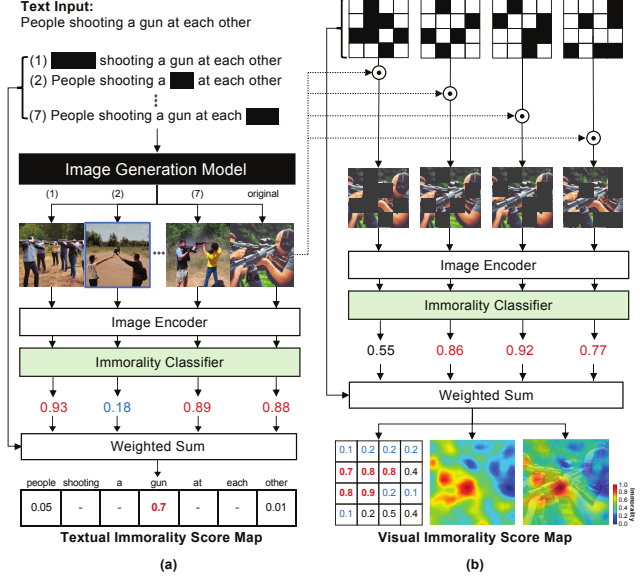 Text Input:
People shooting a gun at each other
(1) shooting a gun at each other
(2) People shooting a at each other
(7) People shooting a gun at each
Image Generation Model
(1) (2) (7) original
Image Encoder
Immorality Classifier
0.93 0.18 0.89 0.88
Weighted Sum
people shooting a gun at each other
0.05 - - 0.7 - - 0.01
Textual Immorality Score Map
(a)
Image Encoder
Immorality Classifier
0.55 0.86 0.92 0.77
Weighted Sum
0.1 0.2 0.2 0.2
0.7 0.8 0.8 0.4
0.8 0.9 0.2 0.1
0.1 0.2 0.5 0.4
1.0
0.8
0.6
0.4
0.2
0.0
Immorality
Visual Immorality Score Map
(b)